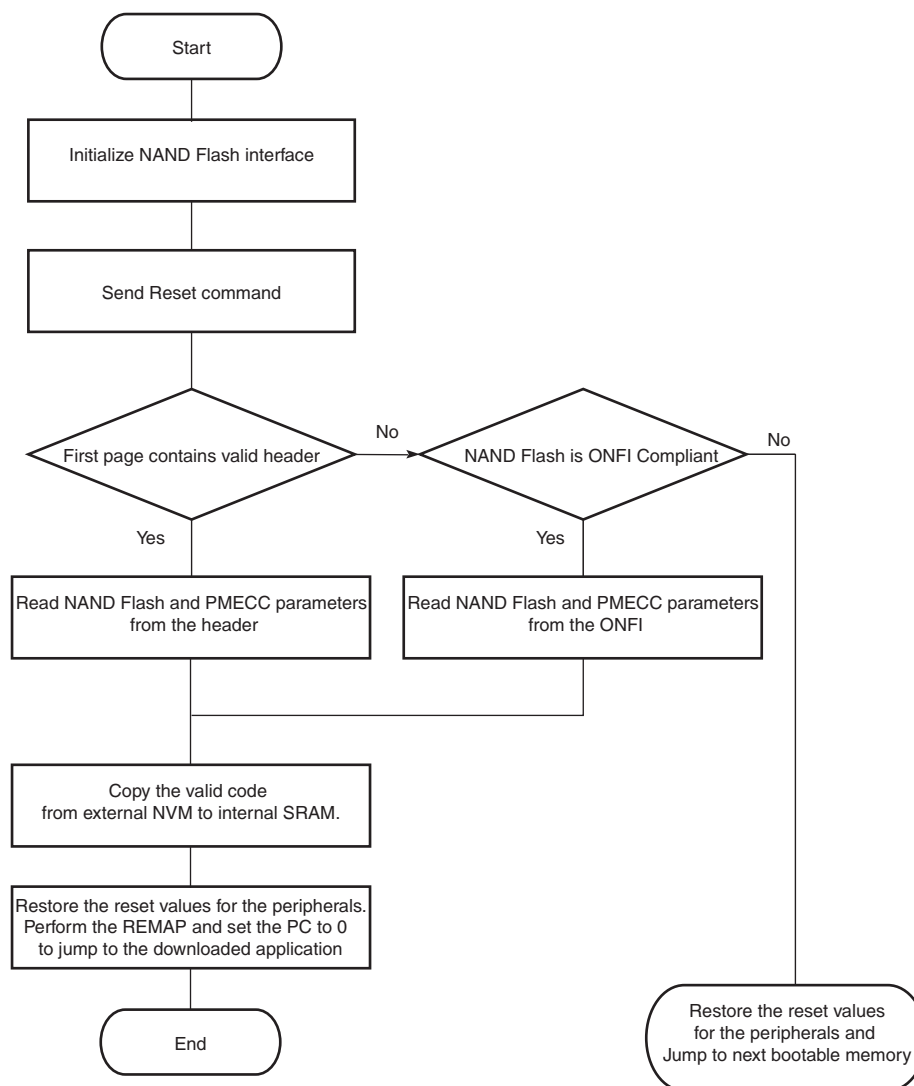 Start
Initialize NAND Flash interface
Send Reset command
First page contains valid header
No
NAND Flash is ONFI Compliant
No
Yes
Yes
Read NAND Flash and PMECC parameters
from the header
Read NAND Flash and PMECC parameters
from the ONFI
Copy the valid code
from external NVM to internal SRAM.
Restore the reset values for the peripherals.
Perform the REMAP and set the PC to 0
to jump to the downloaded application
End
Restore the reset values
for the peripherals and
Jump to next bootable memory